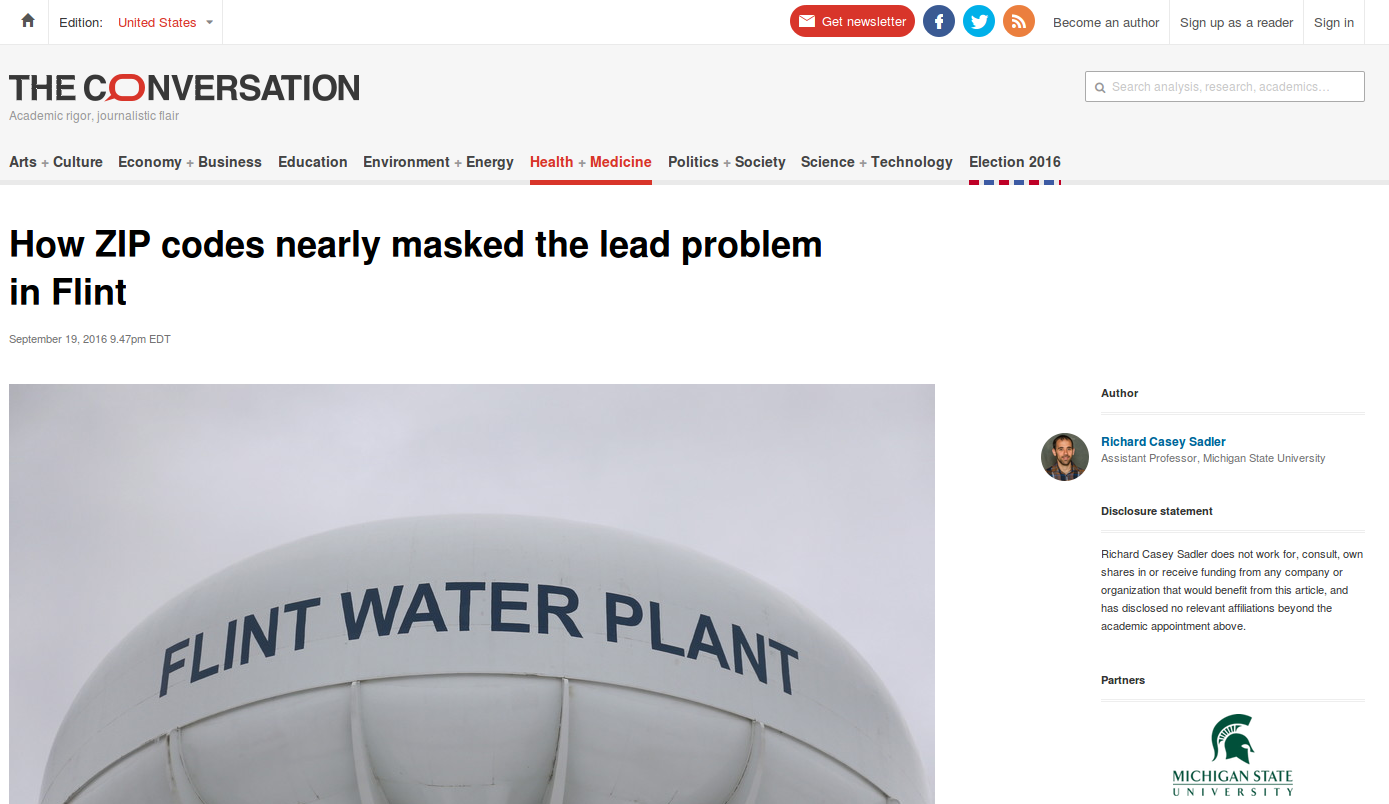 Edition: United States
Get newsletter
Become an author
Sign up as a reader
Sign in
THE CONVERSATION
Academic rigor, journalistic flair
Search analysis, research, academics…
Arts + Culture
Economy + Business
Education
Environment + Energy
Health + Medicine
Politics + Society
Science + Technology
Election 2016
How ZIP codes nearly masked the lead problem
in Flint
September 19, 2016 9.47pm EDT
FLINT WATER PLANT
Author
Richard Casey Sadler
Assistant Professor, Michigan State University
Disclosure statement
Richard Casey Sadler does not work for, consult, own
shares in or receive funding from any company or
organization that would benefit from this article, and
has disclosed no relevant affiliations beyond the
academic appointment above.
Partners
MICHIGAN STATE
UNIVERSITY